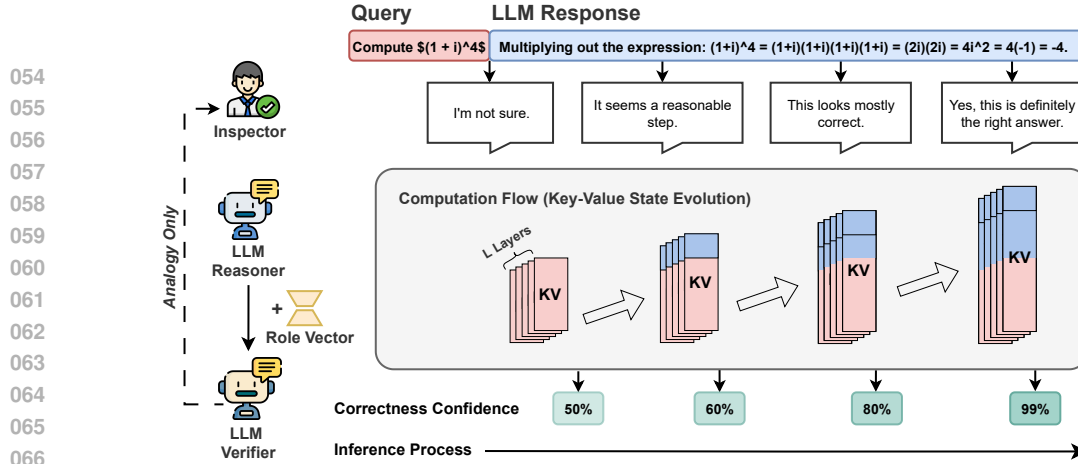 Query
LLM Response
Compute $(1 + i)^4$
Multiplying out the expression: (1+i)^4 = (1+i)(1+i)(1+i)(1+i) = (2i)(2i) = 4i^2 = 4(-1) = -4.
054
055
056
057
058
059
060
061
062
063
064
065
066
I'm not sure.
It seems a reasonable
step.
This looks mostly
correct.
Yes, this is definitely
the right answer.
Inspector
Analogy Only
LLM
Reasoner
+
Role Vector
LLM
Verifier
Computation Flow (Key-Value State Evolution)
L Layers
KV
KV
KV
KV
Correctness Confidence
50%
60%
80%
99%
Inference Process